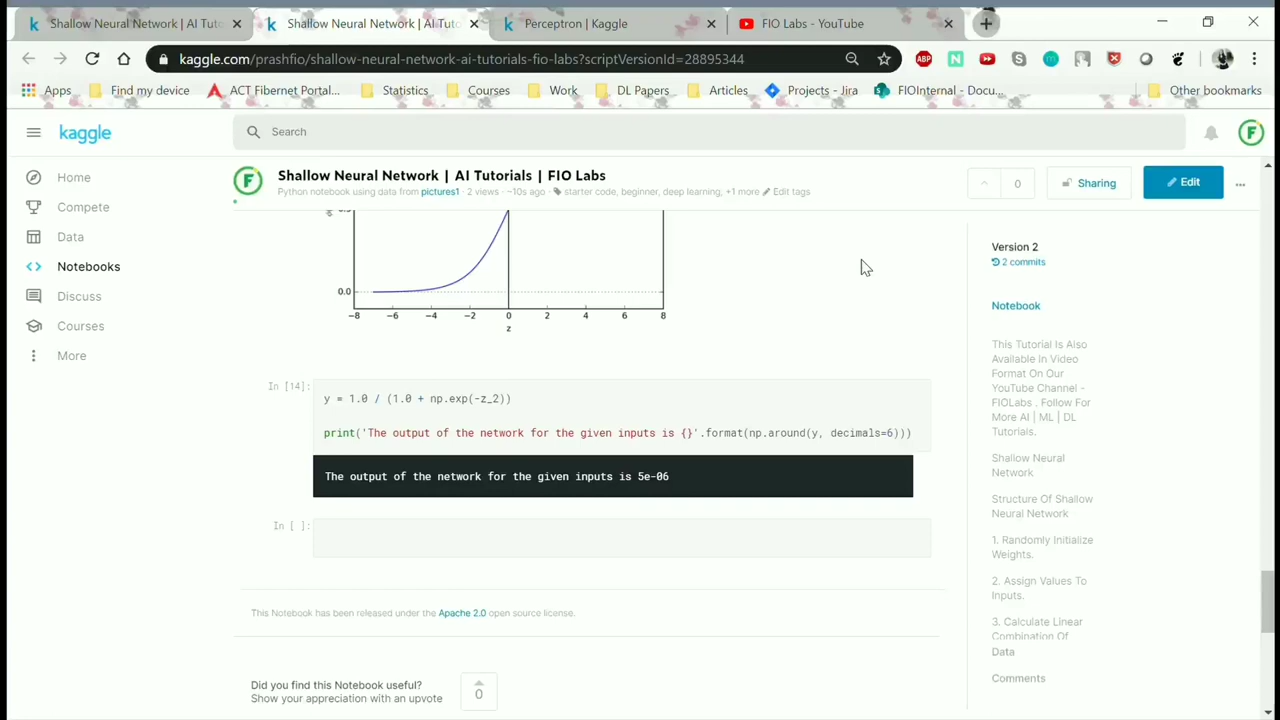 Shallow Neural Network | AI Tuto
Shallow Neural Network | AI Tuto
Perceptron | Kaggle
FIO Labs - YouTube
kaggle.com/prashfio/shallow-neural-network-ai-tutorials-fio-labs?scriptVersionId=28895344
Apps
Find my device
ACT Fibernet Portal...
Statistics
Courses
Work
DL Papers
Articles
Projects - Jira
FIOInternal - Docu...
Other bookmarks
kaggle
Search
Home
Compete
Data
Notebooks
Discuss
Courses
More
Shallow Neural Network | AI Tutorials | FIO Labs
Python notebook using data from pictures1 · 2 views · ~10s ago · starter code, beginner, deep learning, +1 more Edit tags
0
Sharing
Edit
0.0
−8 −6 −4 −2 0 2 4 6 8
z
In [14]:
y = 1.0 / (1.0 + np.exp(-z_2))
print('The output of the network for the given inputs is {}'.format(np.around(y, decimals=6)))
The output of the network for the given inputs is 5e-06
In [ ]:
This Notebook has been released under the Apache 2.0 open source license.
Did you find this Notebook useful?
Show your appreciation with an upvote
0
Version 2
2 commits
Notebook
This Tutorial Is Also
Available In Video
Format On Our
YouTube Channel -
FIOLabs . Follow For
More AI | ML | DL
Tutorials.
Shallow Neural
Network
Structure Of Shallow
Neural Network
1. Randomly Initialize
Weights.
2. Assign Values To
Inputs.
3. Calculate Linear
Combination Of
Data
Comments